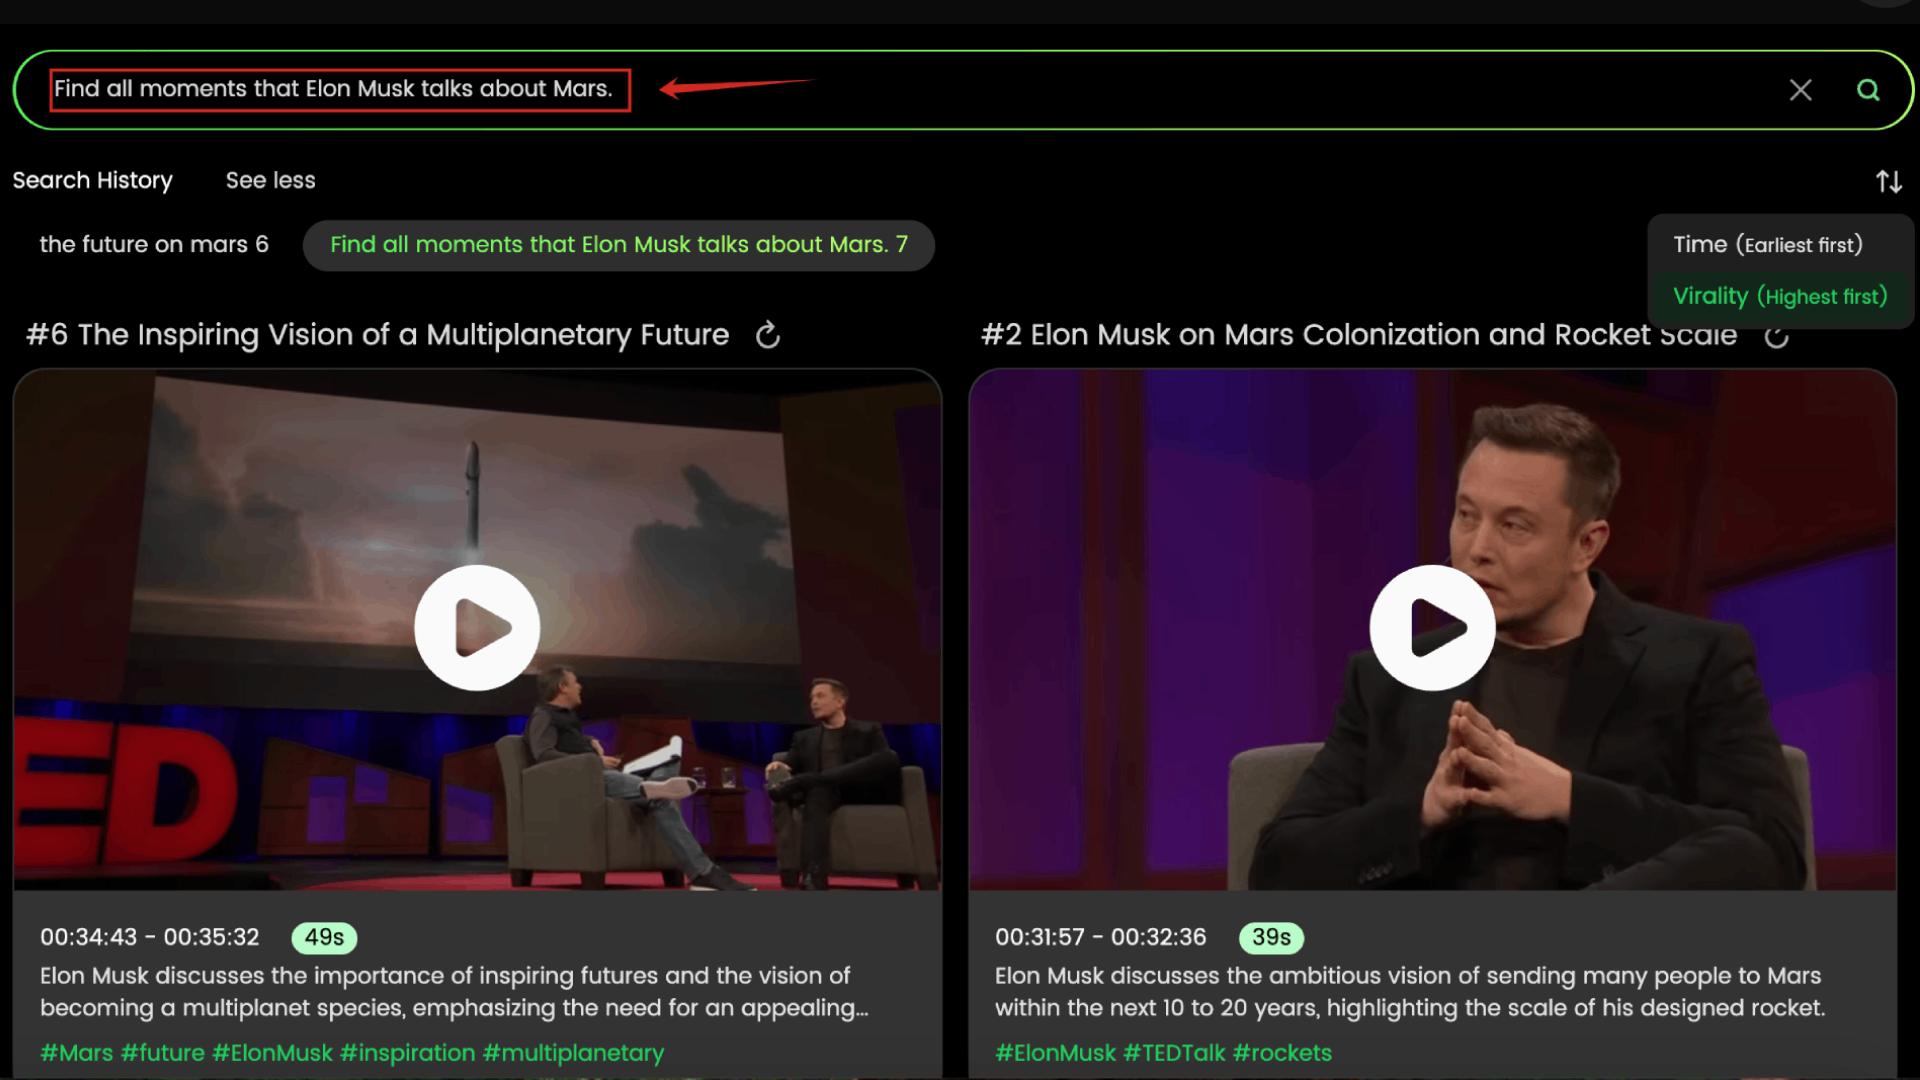 Find all moments that Elon Musk talks about Mars.
Search History See less
the future on mars 6 Find all moments that Elon Musk talks about Mars. 7
Time (Earliest first)
Virality (Highest first)
#6 The Inspiring Vision of a Multiplanetary Future
#2 Elon Musk on Mars Colonization and Rocket Scale
ED
00:34:43 - 00:35:32 49s
Elon Musk discusses the importance of inspiring futures and the vision of
becoming a multiplanet species, emphasizing the need for an appealing...
#Mars #future #ElonMusk #inspiration #multiplanetary
00:31:57 - 00:32:36 39s
Elon Musk discusses the ambitious vision of sending many people to Mars
within the next 10 to 20 years, highlighting the scale of his designed rocket.
#ElonMusk #TEDTalk #rockets